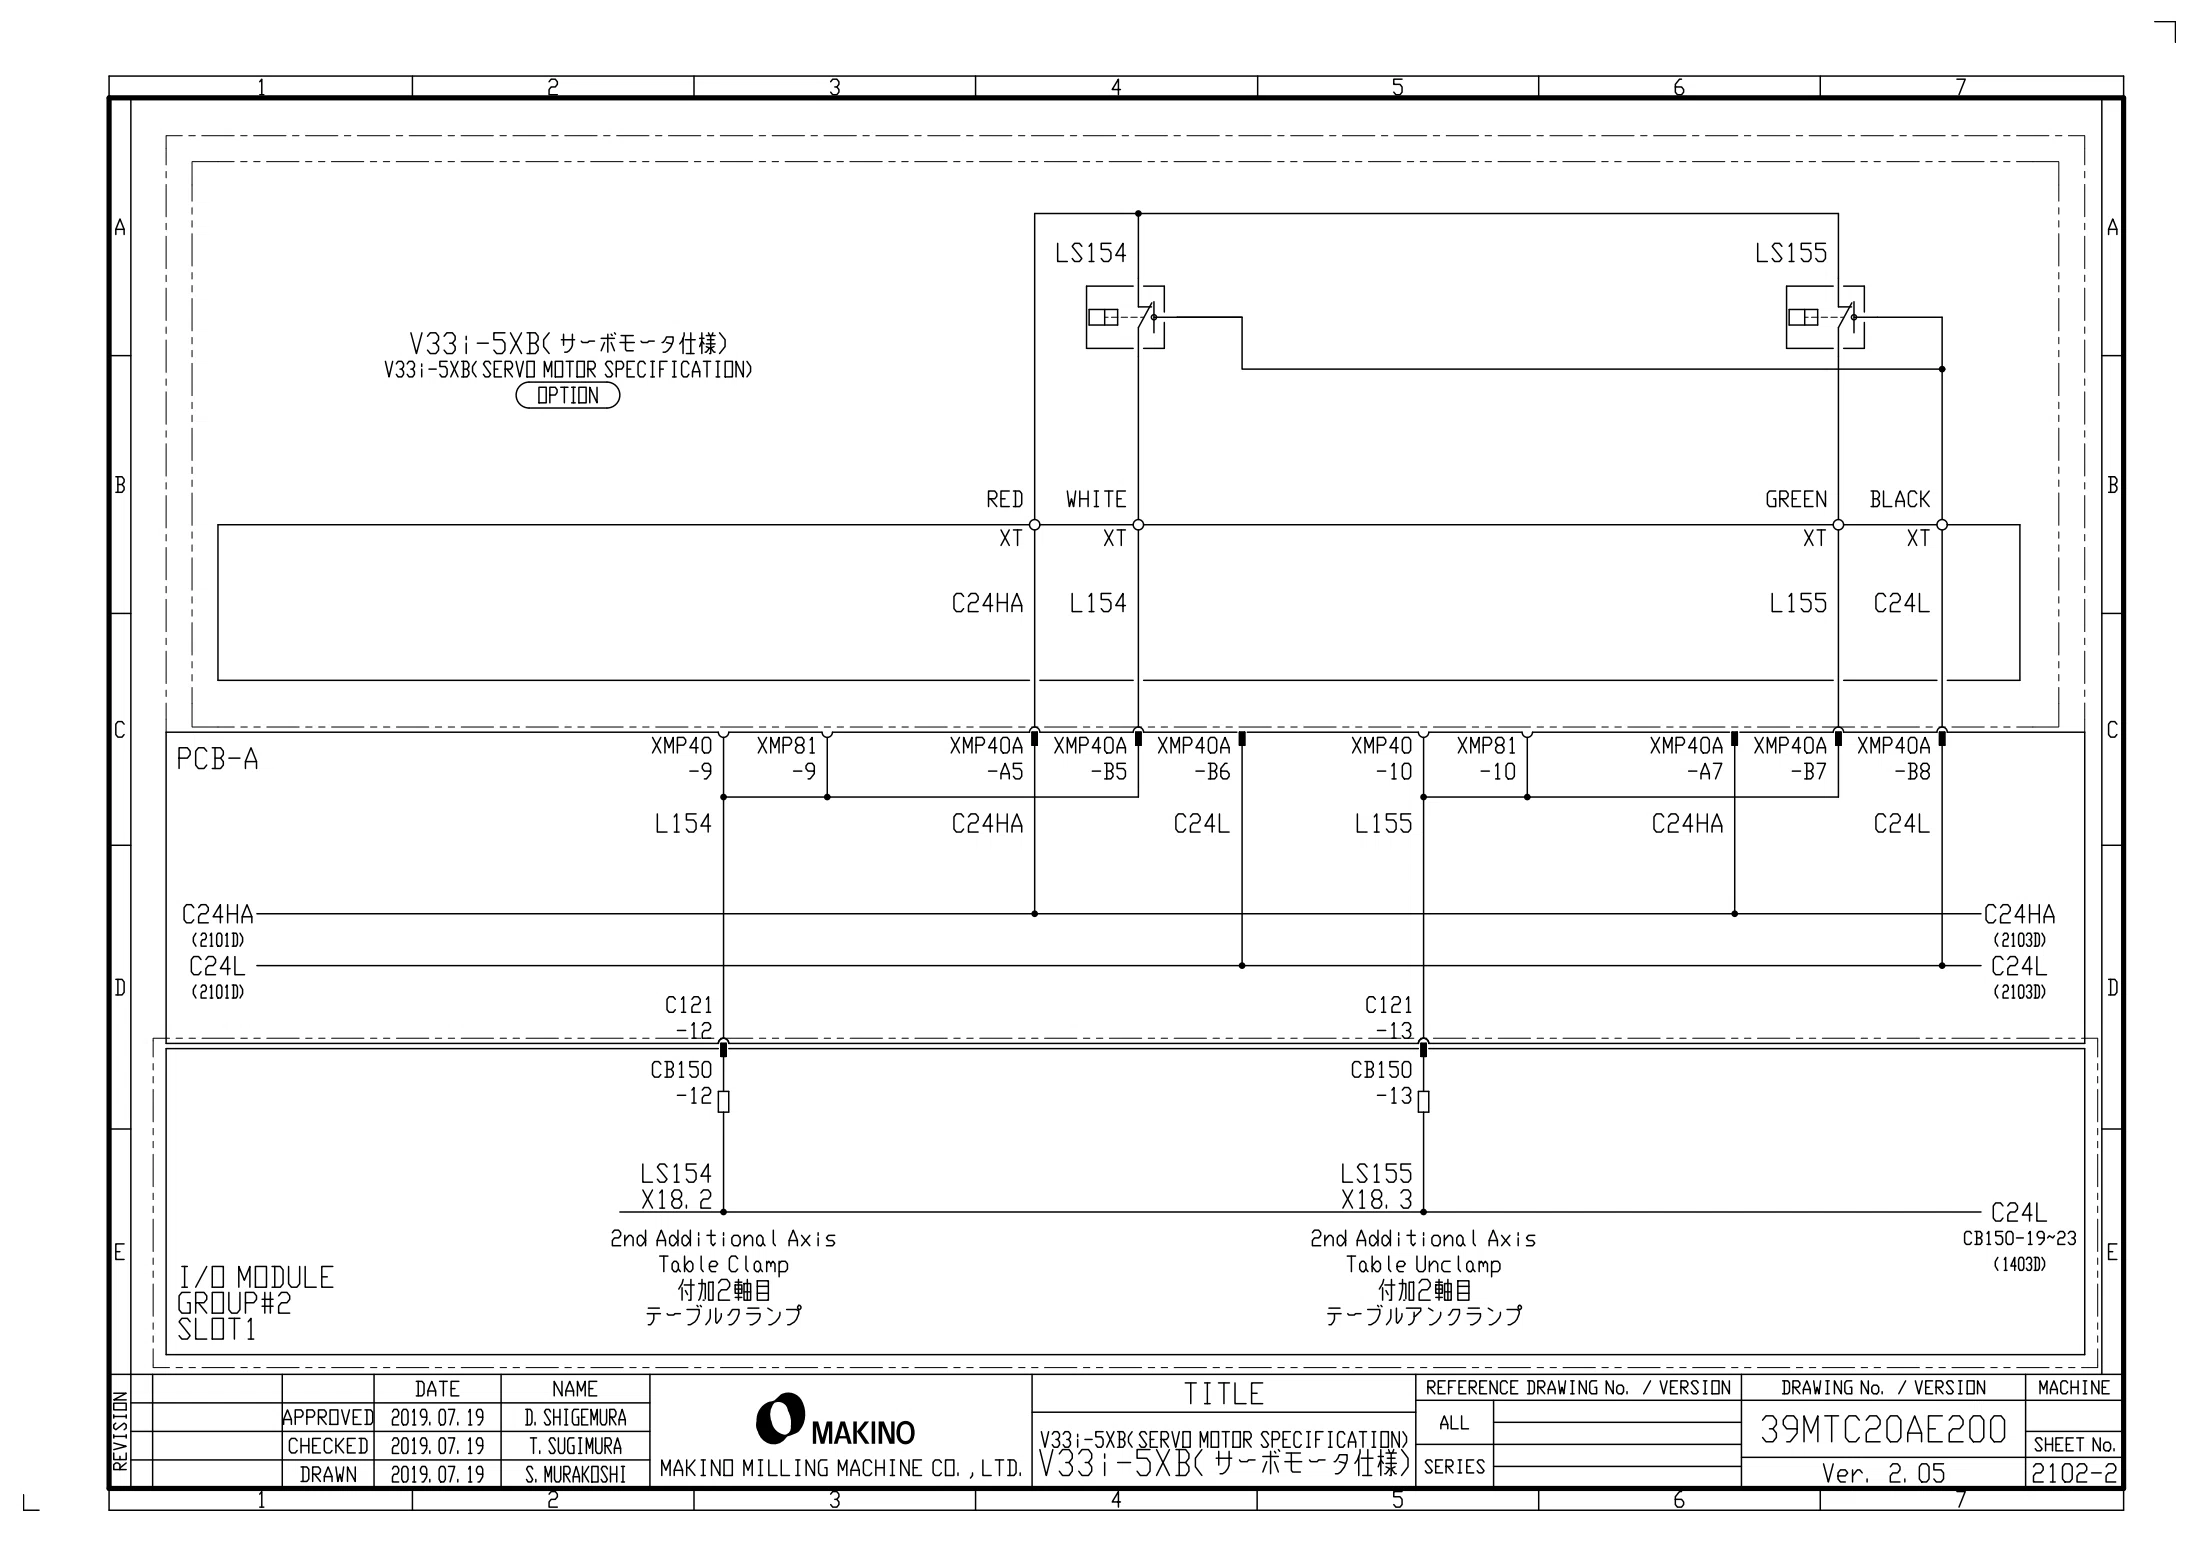 1 2 3 4 5 6 7
A A
LS154 LS155
V33i-5XB(サーボモータ仕様)
V33i-5XB(SERVO MOTOR SPECIFICATION)
OPTION
B B
RED WHITE GREEN BLACK
XT XT XT XT
C24HA L154 L155 C24L
C C
PCB-A
XMP40 XMP81 XMP40A XMP40A XMP40A XMP40 XMP81 XMP40A XMP40A XMP40A
-9 -9 -A5 -B5 -B6 -10 -10 -A7 -B7 -B8
L154 C24HA C24L L155 C24HA C24L
C24HA C24HA
(2101D) (2103D)
C24L C24L
(2101D) (2103D)
D D
C121 C121
-12 -13
CB150 CB150
-12 -13
LS154 LS155
X18.2 X18.3
C24L
CB150-19~23
(1403D)
2nd Additional Axis 2nd Additional Axis
Table Clamp Table Unclamp
付加2軸目 付加2軸目
テーブルクランプ テーブルアンクランプ
E E
I/O MODULE
GROUP#2
SLOT1
REVISION
DATE NAME
APPROVED 2019.07.19 D. SHIGEMURA
CHECKED 2019.07.19 T. SUGIMURA
DRAWN 2019.07.19 S. MURAKOSHI
MAKINO
MAKINO MILLING MACHINE CO.,LTD.
TITLE
V33i-5XB(SERVO MOTOR SPECIFICATION)
V33i-5XB(サーボモータ仕様)
REFERENCE DRAWING No. / VERSION
ALL
SERIES
DRAWING No. / VERSION
39MTC20AE200
Ver. 2.05
MACHINE
SHEET No.
2102-2
1 2 3 4 5 6 7